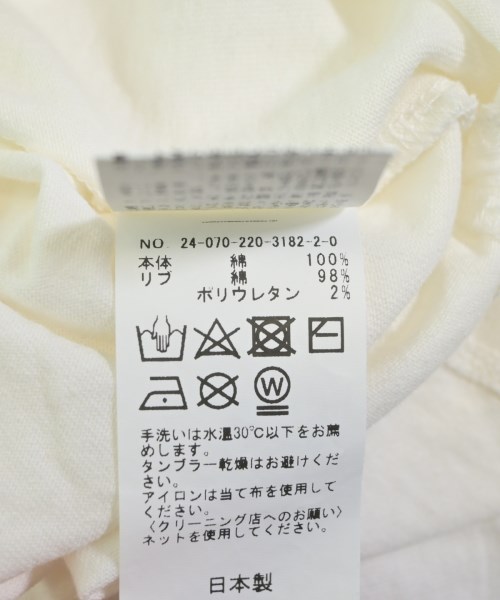 NO. 24-070-220-3182-2-0
本体 綿 100%
リブ 綿 98%
ポリウレタン 2%
W
手洗いは水温30℃以下をお薦
めします。
タンブラー乾燥はお避けくだ
さい。
アイロンは当て布を使用して
ください。
〈クリーニング店へのお願い〉
ネットを使用してください。
日本製